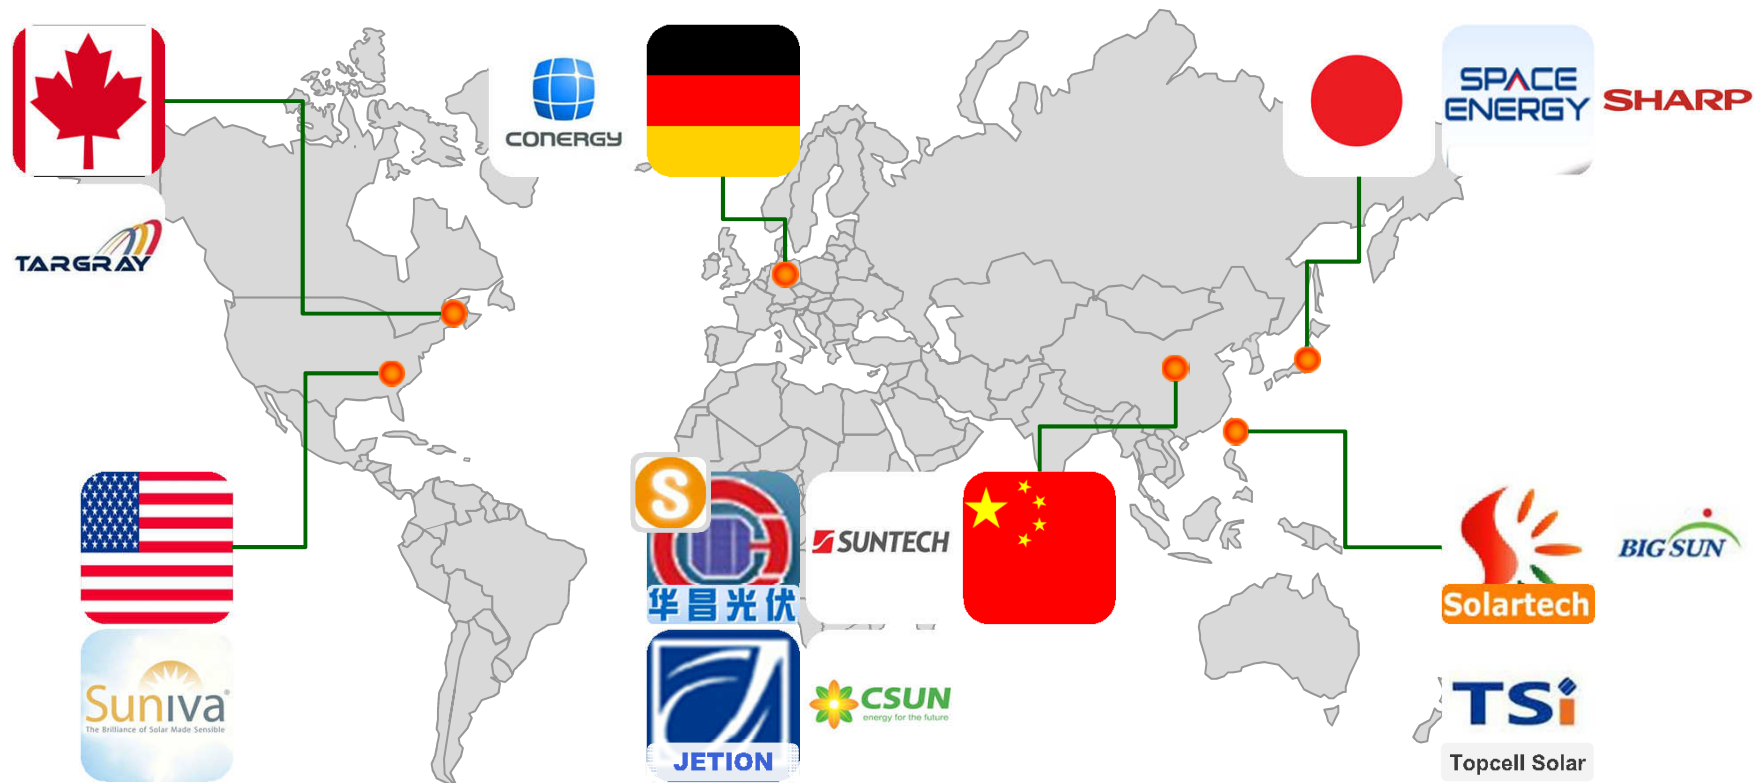 CONERGY
SPACE
ENERGY
SHARP
TARGRAY
S
华昌光伏
SUNTECH
Solartech
BIG SUN
Suniva®
The Brilliance of Solar Made Sensible
JETION
CSUN
energy for the future
TSi
Topcell Solar